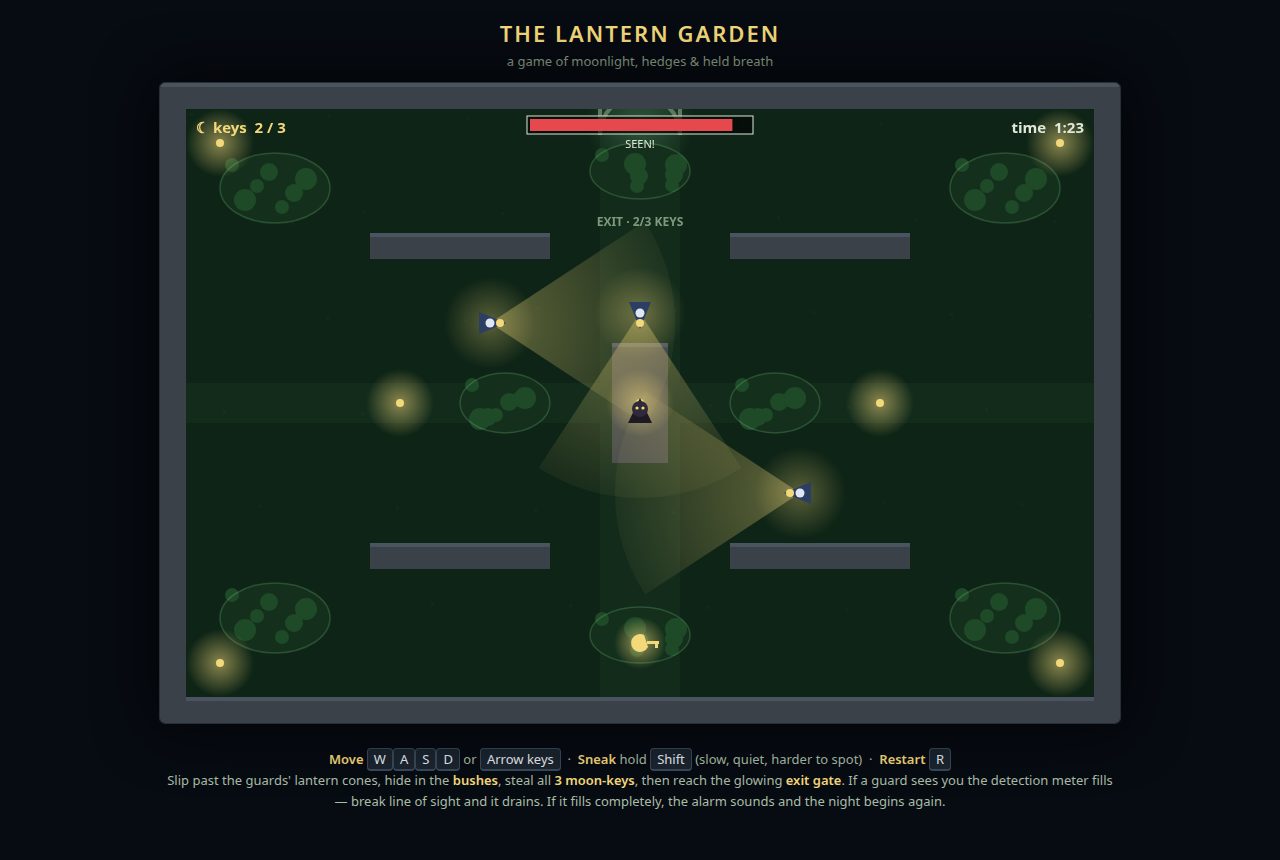 THE LANTERN GARDEN
a game of moonlight, hedges & held breath
☾ keys 2 / 3
time 1:23
SEEN!
EXIT · 2/3 KEYS
Move W A S D or Arrow keys · Sneak hold Shift (slow, quiet, harder to spot) · Restart R
Slip past the guards' lantern cones, hide in the bushes, steal all 3 moon-keys, then reach the glowing exit gate. If a guard sees you the detection meter fills
— break line of sight and it drains. If it fills completely, the alarm sounds and the night begins again.